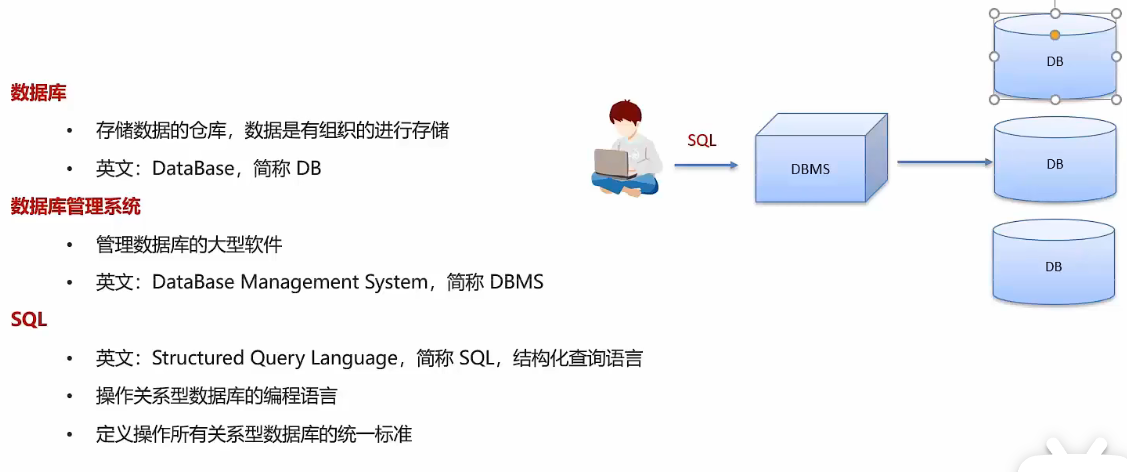 数据库
• 存储数据的仓库，数据是有组织的进行存储
• 英文：DataBase，简称 DB
数据库管理系统
• 管理数据库的大型软件
• 英文：DataBase Management System，简称 DBMS
SQL
• 英文：Structured Query Language，简称 SQL，结构化查询语言
• 操作关系型数据库的编程语言
• 定义操作所有关系型数据库的统一标准
SQL
DBMS
DB
DB
DB